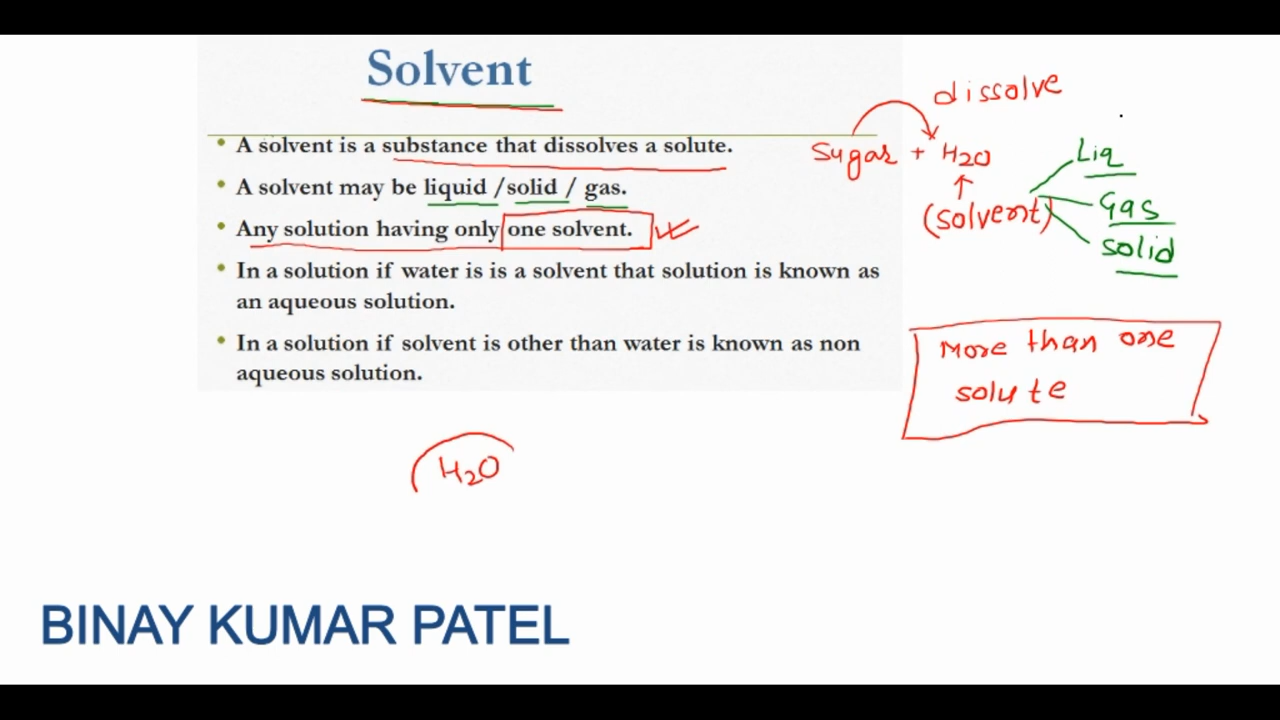 Solvent
• A solvent is a substance that dissolves a solute.
• A solvent may be liquid /solid / gas.
• Any solution having only one solvent.
• In a solution if water is is a solvent that solution is known as
an aqueous solution.
• In a solution if solvent is other than water is known as non
aqueous solution.
dissolve
Sugar + H2O
(solvent)
Liq
Gas
Solid
More than one
solute
H2O
BINAY KUMAR PATEL